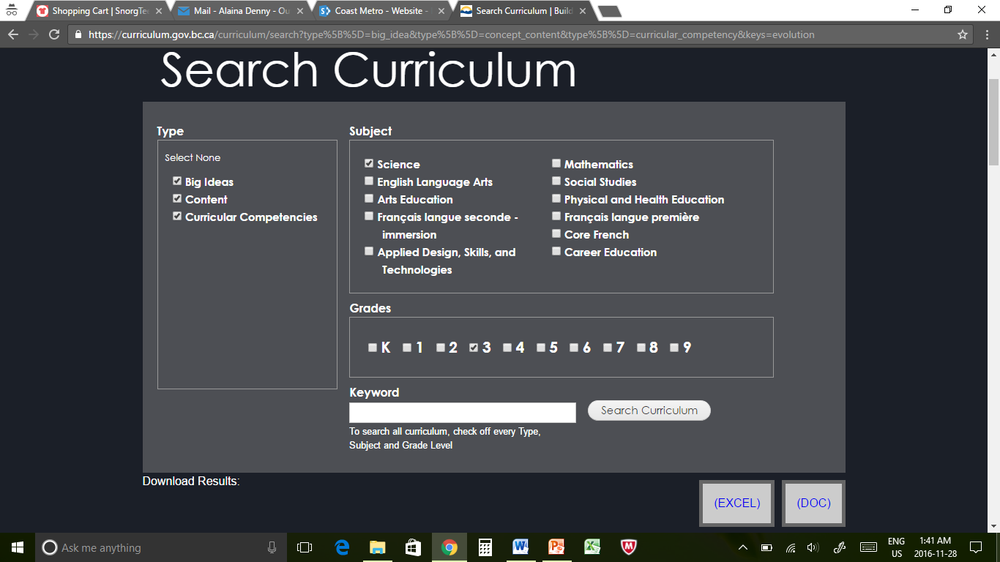 Shopping Cart | SnorgTee
Mail - Alaina Denny - Ou
Coast Metro - Website -
Search Curriculum | Build
https://curriculum.gov.bc.ca/curriculum/search?type%5B%5D=big_idea&type%5B%5D=concept_content&type%5B%5D=curricular_competency&keys=evolution
Search Curriculum
Type
Select None
Big Ideas
Content
Curricular Competencies
Subject
Science
English Language Arts
Arts Education
Français langue seconde -
immersion
Applied Design, Skills, and
Technologies
Mathematics
Social Studies
Physical and Health Education
Français langue première
Core French
Career Education
Grades
K 1 2 3 4 5 6 7 8 9
Keyword
Search Curriculum
To search all curriculum, check off every Type,
Subject and Grade Level
Download Results:
(EXCEL) (DOC)
Ask me anything
ENG
US
1:41 AM
2016-11-28